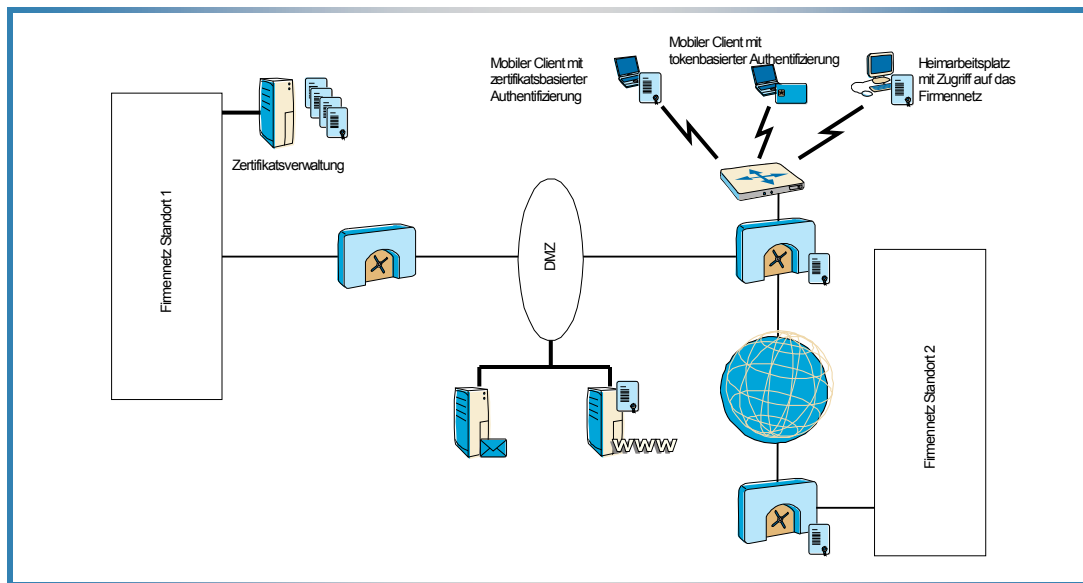 Mobiler Client mit
zertifikatsbasierter
Authentifizierung
Mobiler Client mit
tokenbasierter Authentifizierung
Heimarbeitsplatz
mit Zugriff auf das
Firmennetz
Zertifikatsverwaltung
Firmennetz Standort 1
DMZ
WWW
Firmennetz Standort 2